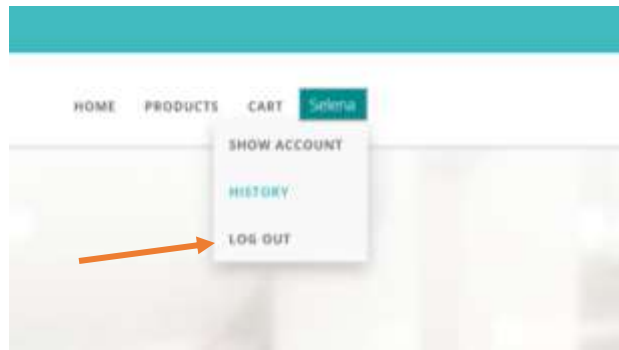 HOME PRODUCTS CART Selena
SHOW ACCOUNT
HISTORY
LOG OUT